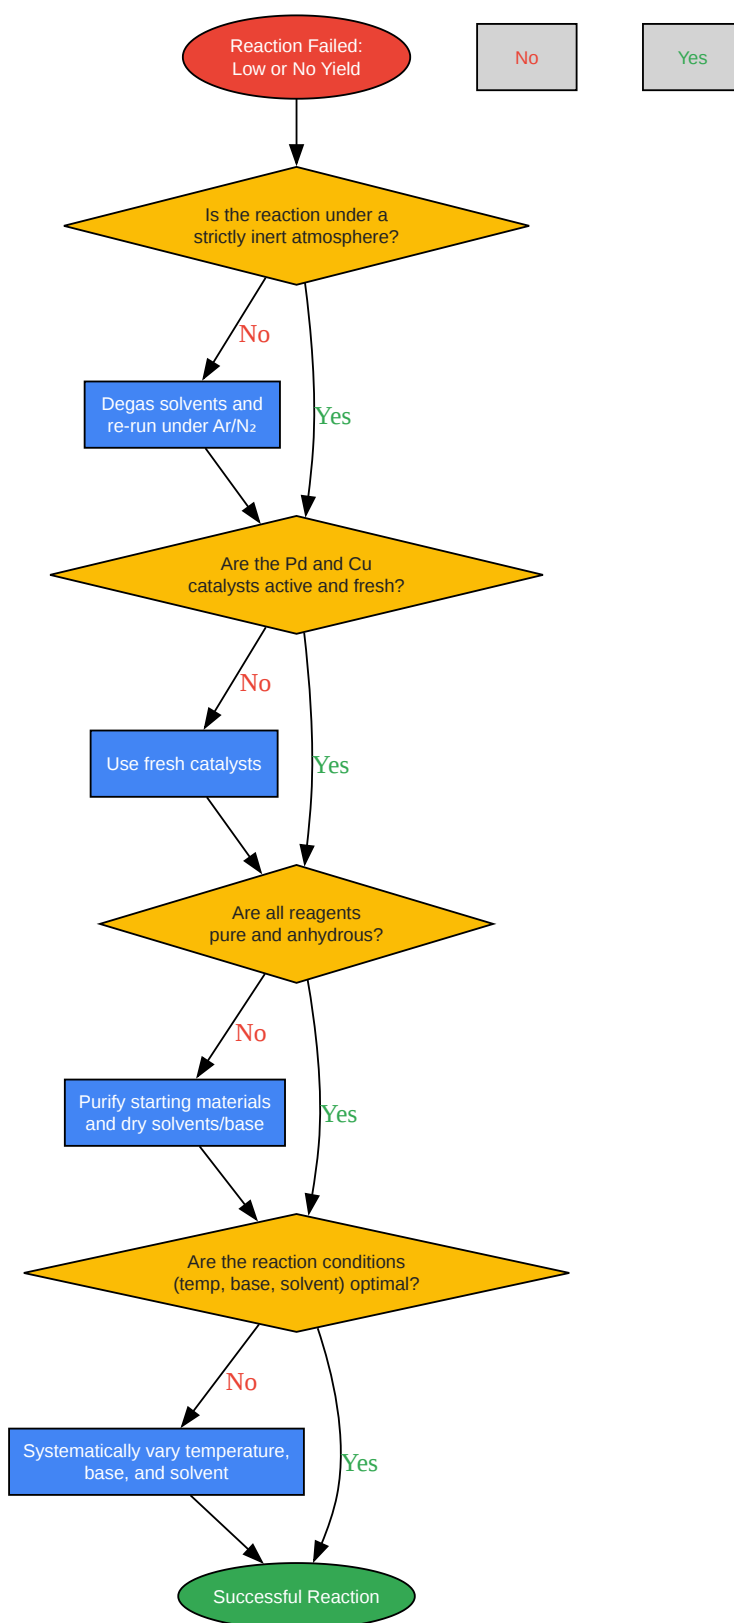 Reaction Failed:
Low or No Yield
No
Yes
Is the reaction under a
strictly inert atmosphere?
No
Degas solvents and
re-run under Ar/N₂
Yes
Are the Pd and Cu
catalysts active and fresh?
No
Use fresh catalysts
Yes
Are all reagents
pure and anhydrous?
No
Purify starting materials
and dry solvents/base
Yes
Are the reaction conditions
(temp, base, solvent) optimal?
No
Systematically vary temperature,
base, and solvent
Yes
Successful Reaction